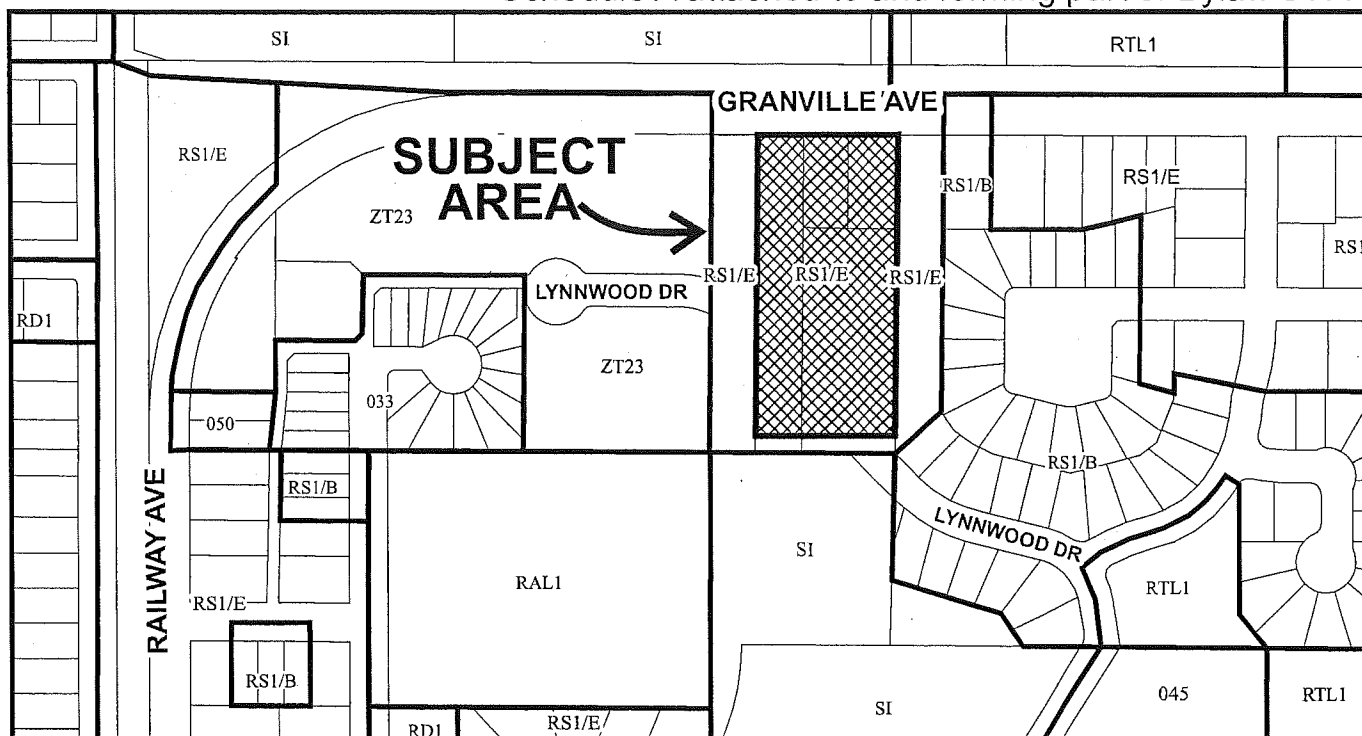 SI
SI
RTL1
GRANVILLE AVE
RS1/E
SUBJECT
AREA
ZT23
RS1/B
RS1/E
RS1/E
RS1/E
RS1/E
LYNNWOOD DR
RD1
ZT23
033
050
RS1/B
RS1/B
RAILWAY AVE
LYNNWOOD DR
SI
RAL1
RTL1
RS1/E
RS1/B
045
RTL1
SI
RS1/E
RD1